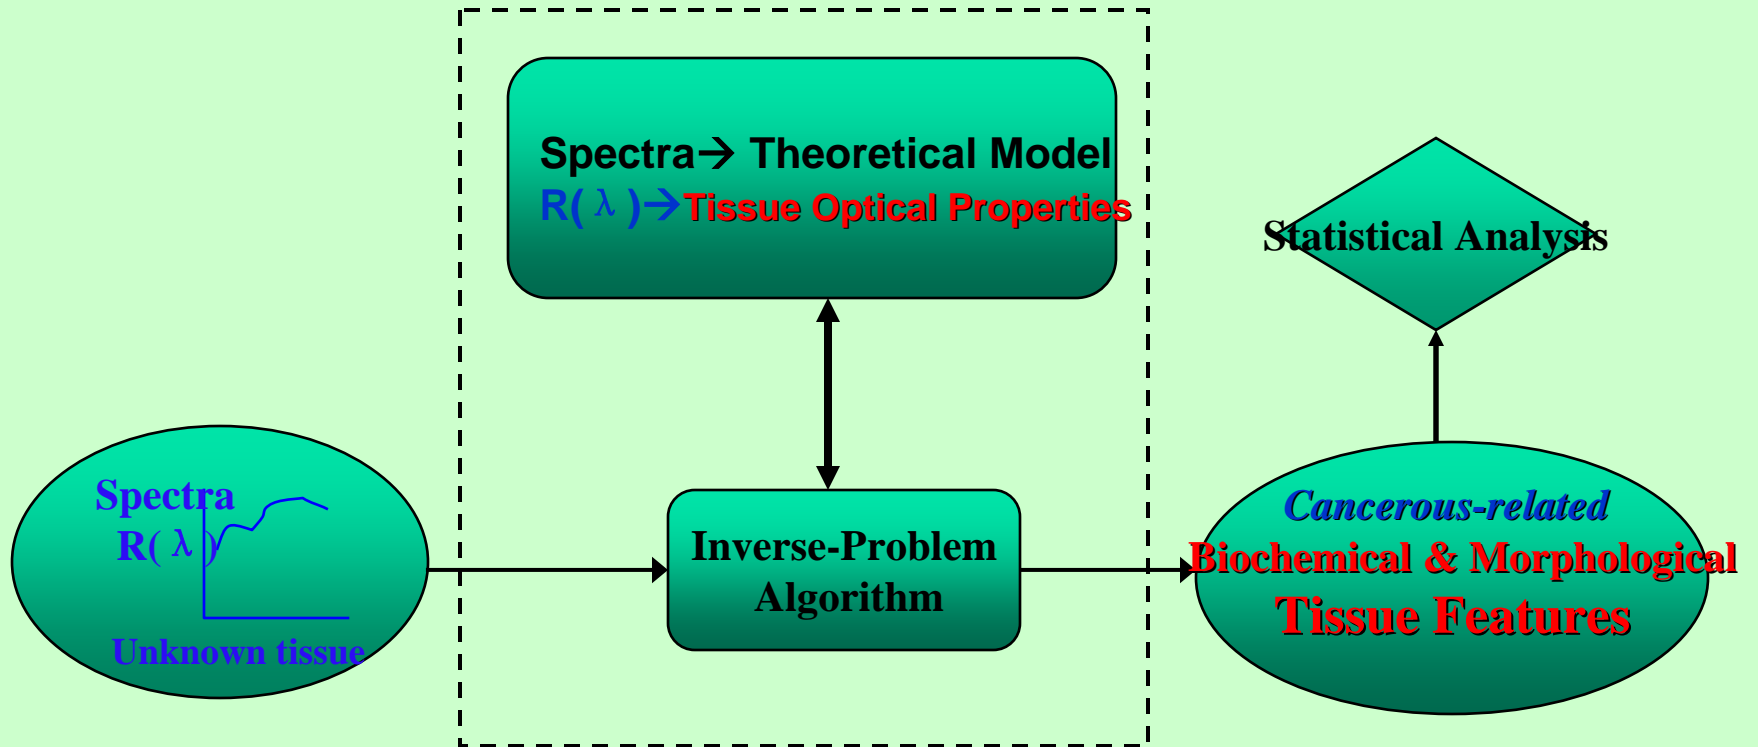 Spectra→ Theoretical Model
R( λ )→Tissue Optical Properties
Statistical Analysis
Spectra
R( λ )
Unknown tissue
Inverse-Problem
Algorithm
Cancerous-related
Biochemical & Morphological
Tissue Features